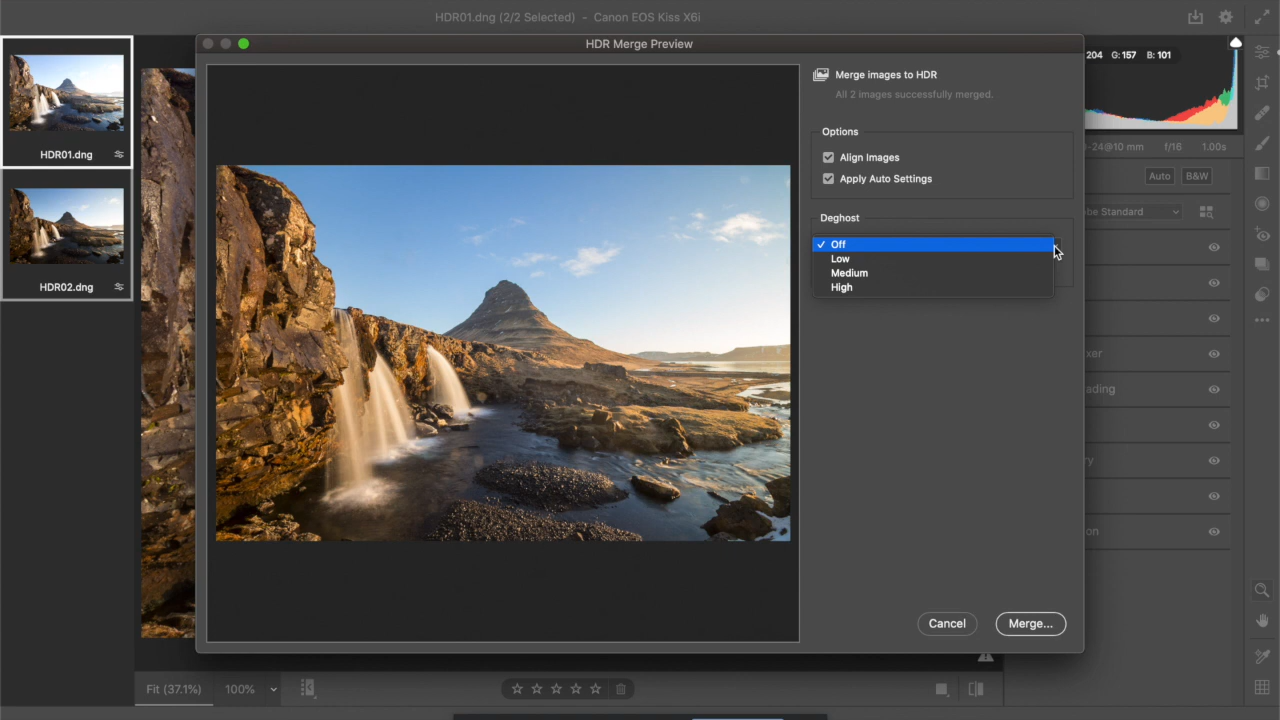 HDR01.dng (2/2 Selected) - Canon EOS Kiss X6i
HDR Merge Preview
HDR01.dng
HDR02.dng
Merge images to HDR
All 2 images successfully merged.
Options
Align Images
Apply Auto Settings
Deghost
✓ Off
Low
Medium
High
Cancel
Merge...
204 G: 157 B: 101
-24@10 mm f/16 1.00s
Auto B&W
be Standard
xer
ading
ry
on
Fit (37.1%) 100%